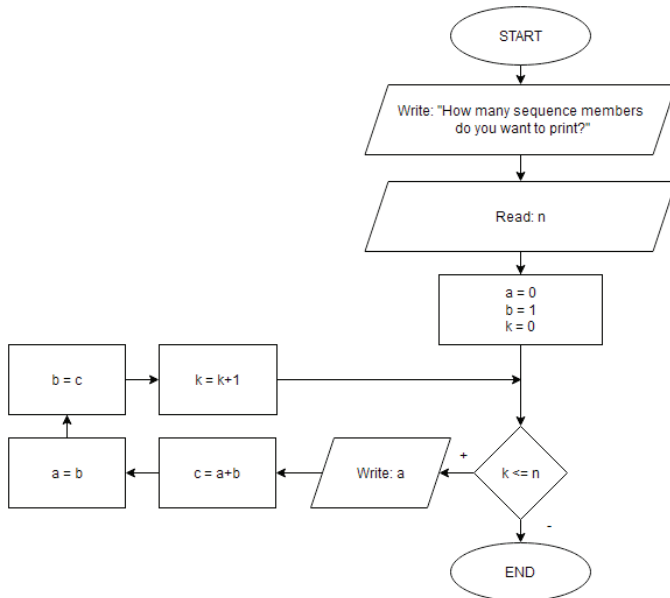 START
Write: "How many sequence members
do you want to print?"
Read: n
a = 0
b = 1
k = 0
k <= n
+
Write: a
c = a+b
a = b
b = c
k = k+1
-
END